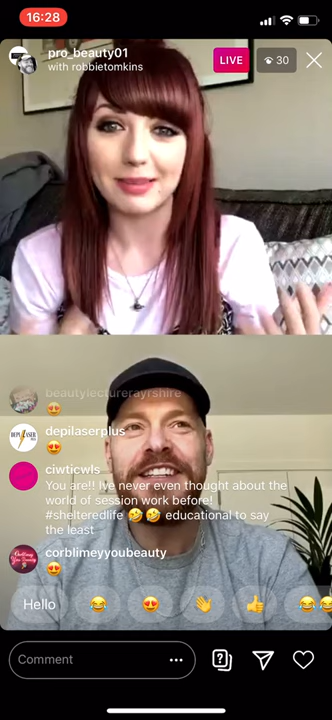 16:28
pro_beauty01
with robbietomkins
LIVE
30
beautylecturerayrshire
😍
depilaserplus
😍
ciwticwls
You are!! Ive never even thought about the
world of session work before!
#shelteredlife 🤣🤣 educational to say
the least
corblimeyyoubeauty
😍
Hello 😂 😍 👋 👍 😂😂
Comment